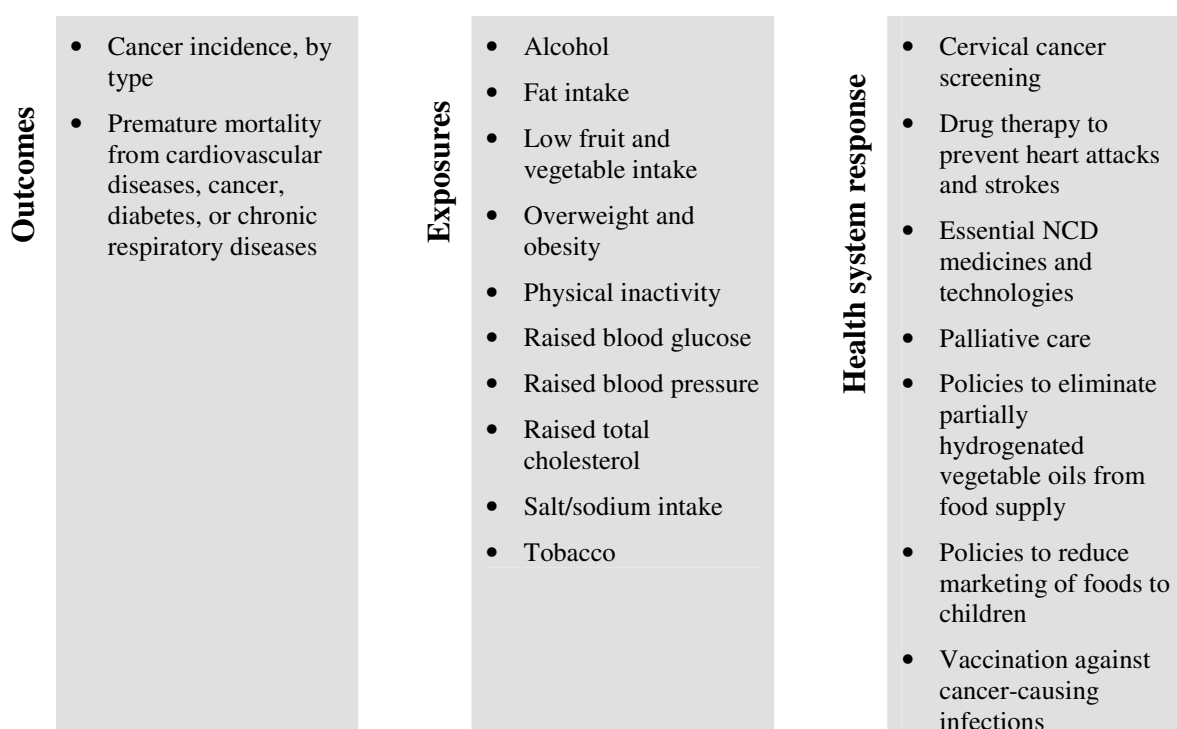 Outcomes
• Cancer incidence, by
type
• Premature mortality
from cardiovascular
diseases, cancer,
diabetes, or chronic
respiratory diseases
Exposures
• Alcohol
• Fat intake
• Low fruit and
vegetable intake
• Overweight and
obesity
• Physical inactivity
• Raised blood glucose
• Raised blood pressure
• Raised total
cholesterol
• Salt/sodium intake
• Tobacco
Health system response
• Cervical cancer
screening
• Drug therapy to
prevent heart attacks
and strokes
• Essential NCD
medicines and
technologies
• Palliative care
• Policies to eliminate
partially
hydrogenated
vegetable oils from
food supply
• Policies to reduce
marketing of foods to
children
• Vaccination against
cancer-causing
infections